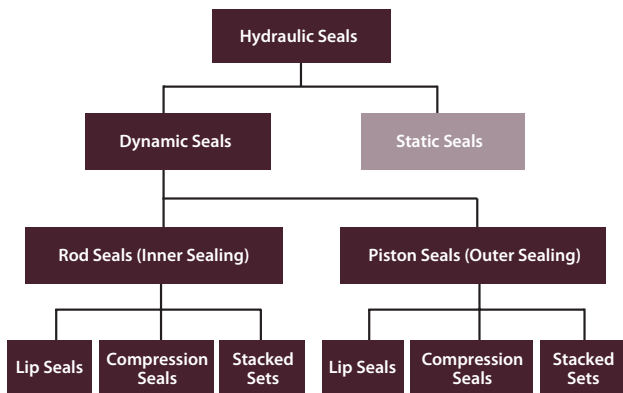 Hydraulic Seals
Dynamic Seals
Static Seals
Rod Seals (Inner Sealing)
Piston Seals (Outer Sealing)
Lip Seals
Compression
Seals
Stacked
Sets
Lip Seals
Compression
Seals
Stacked
Sets